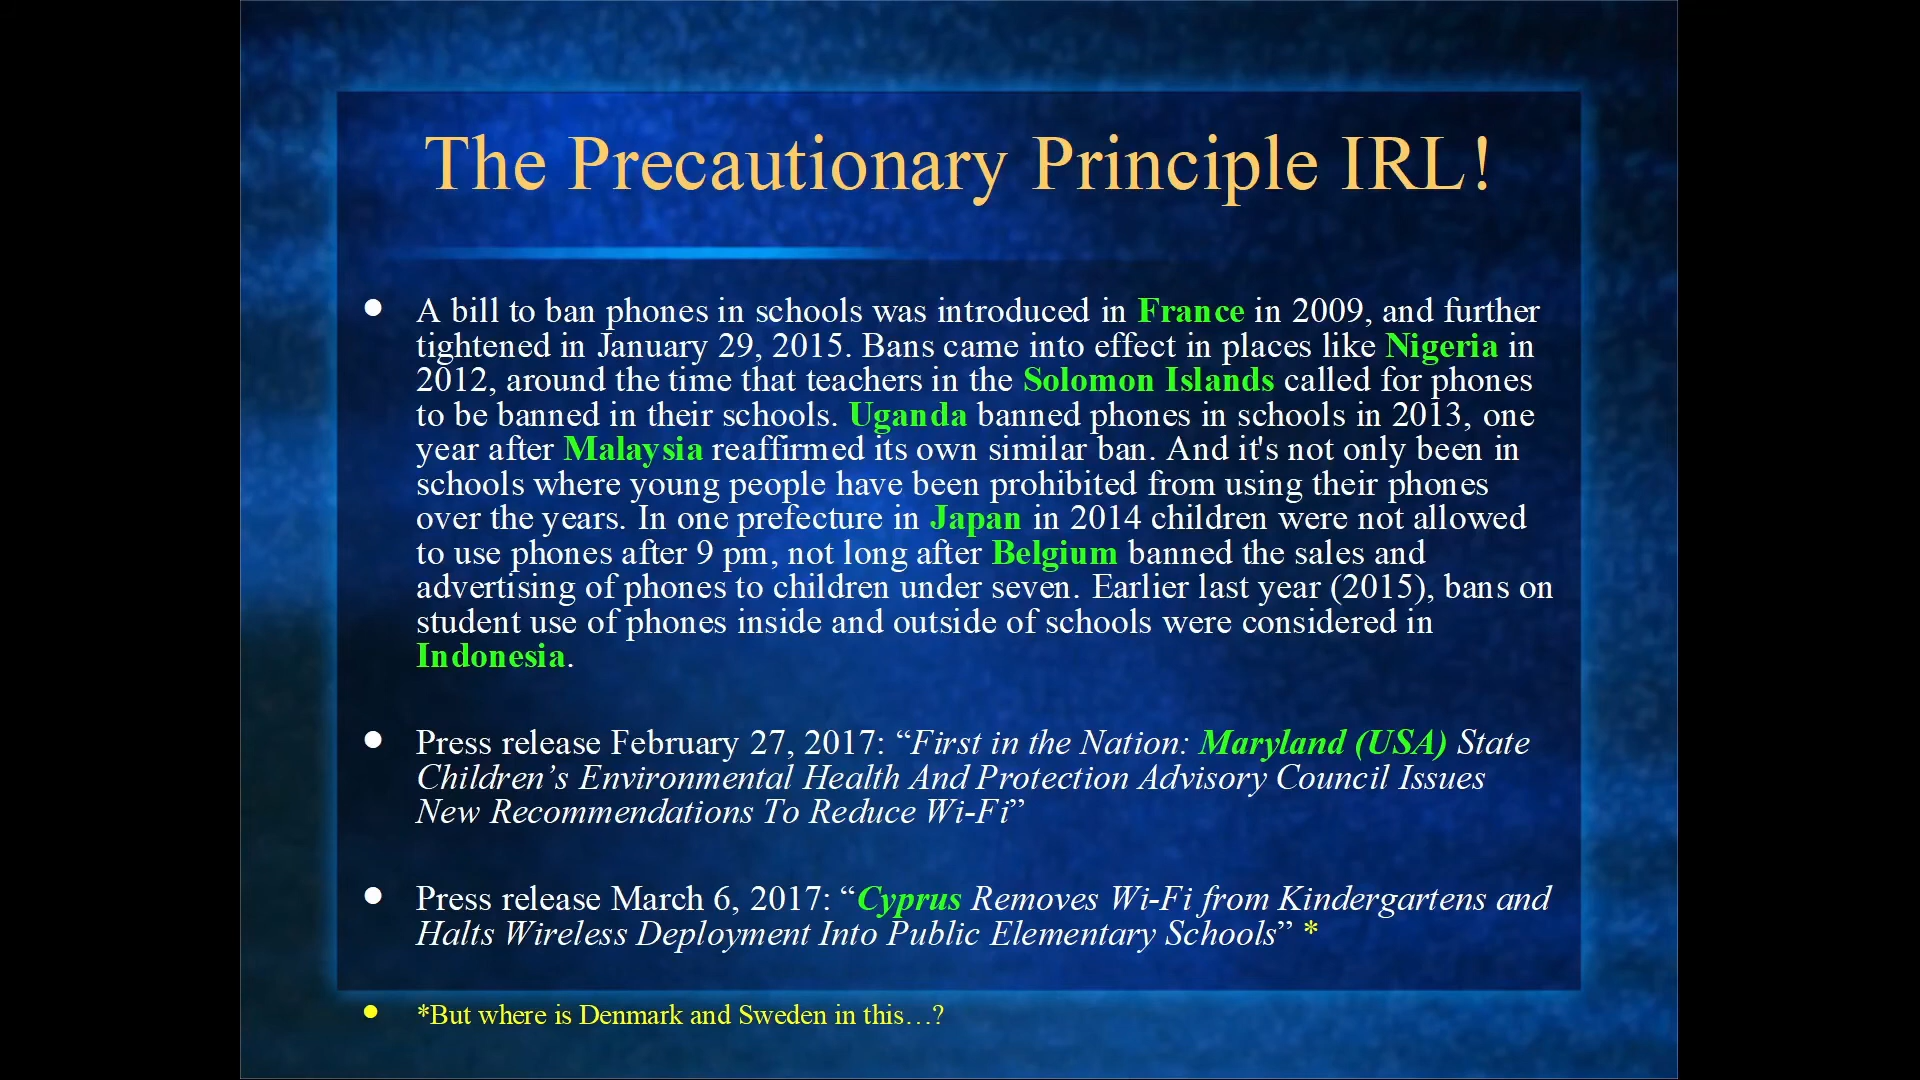 The Precautionary Principle IRL!
• A bill to ban phones in schools was introduced in France in 2009, and further
tightened in January 29, 2015. Bans came into effect in places like Nigeria in
2012, around the time that teachers in the Solomon Islands called for phones
to be banned in their schools. Uganda banned phones in schools in 2013, one
year after Malaysia reaffirmed its own similar ban. And it's not only been in
schools where young people have been prohibited from using their phones
over the years. In one prefecture in Japan in 2014 children were not allowed
to use phones after 9 pm, not long after Belgium banned the sales and
advertising of phones to children under seven. Earlier last year (2015), bans on
student use of phones inside and outside of schools were considered in
Indonesia.
• Press release February 27, 2017: “First in the Nation: Maryland (USA) State
Children’s Environmental Health And Protection Advisory Council Issues
New Recommendations To Reduce Wi-Fi”
• Press release March 6, 2017: “Cyprus Removes Wi-Fi from Kindergartens and
Halts Wireless Deployment Into Public Elementary Schools” *
• *But where is Denmark and Sweden in this…?